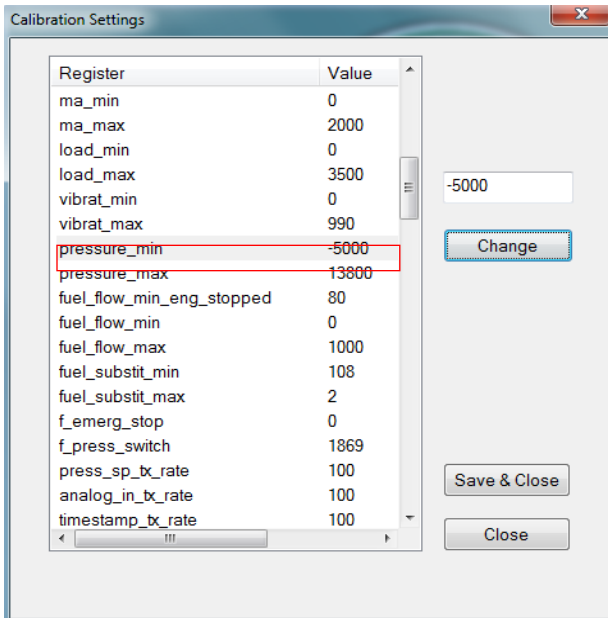 Calibration Settings
Register Value
ma_min 0
ma_max 2000
load_min 0
load_max 3500
vibrat_min 0
vibrat_max 990
pressure_min -5000
pressure_max 13800
fuel_flow_min_eng_stopped 80
fuel_flow_min 0
fuel_flow_max 1000
fuel_substit_min 108
fuel_substit_max 2
f_emerg_stop 0
f_press_switch 1869
press_sp_tx_rate 100
analog_in_tx_rate 100
timestamp_tx_rate 100
-5000
Change
Save & Close
Close